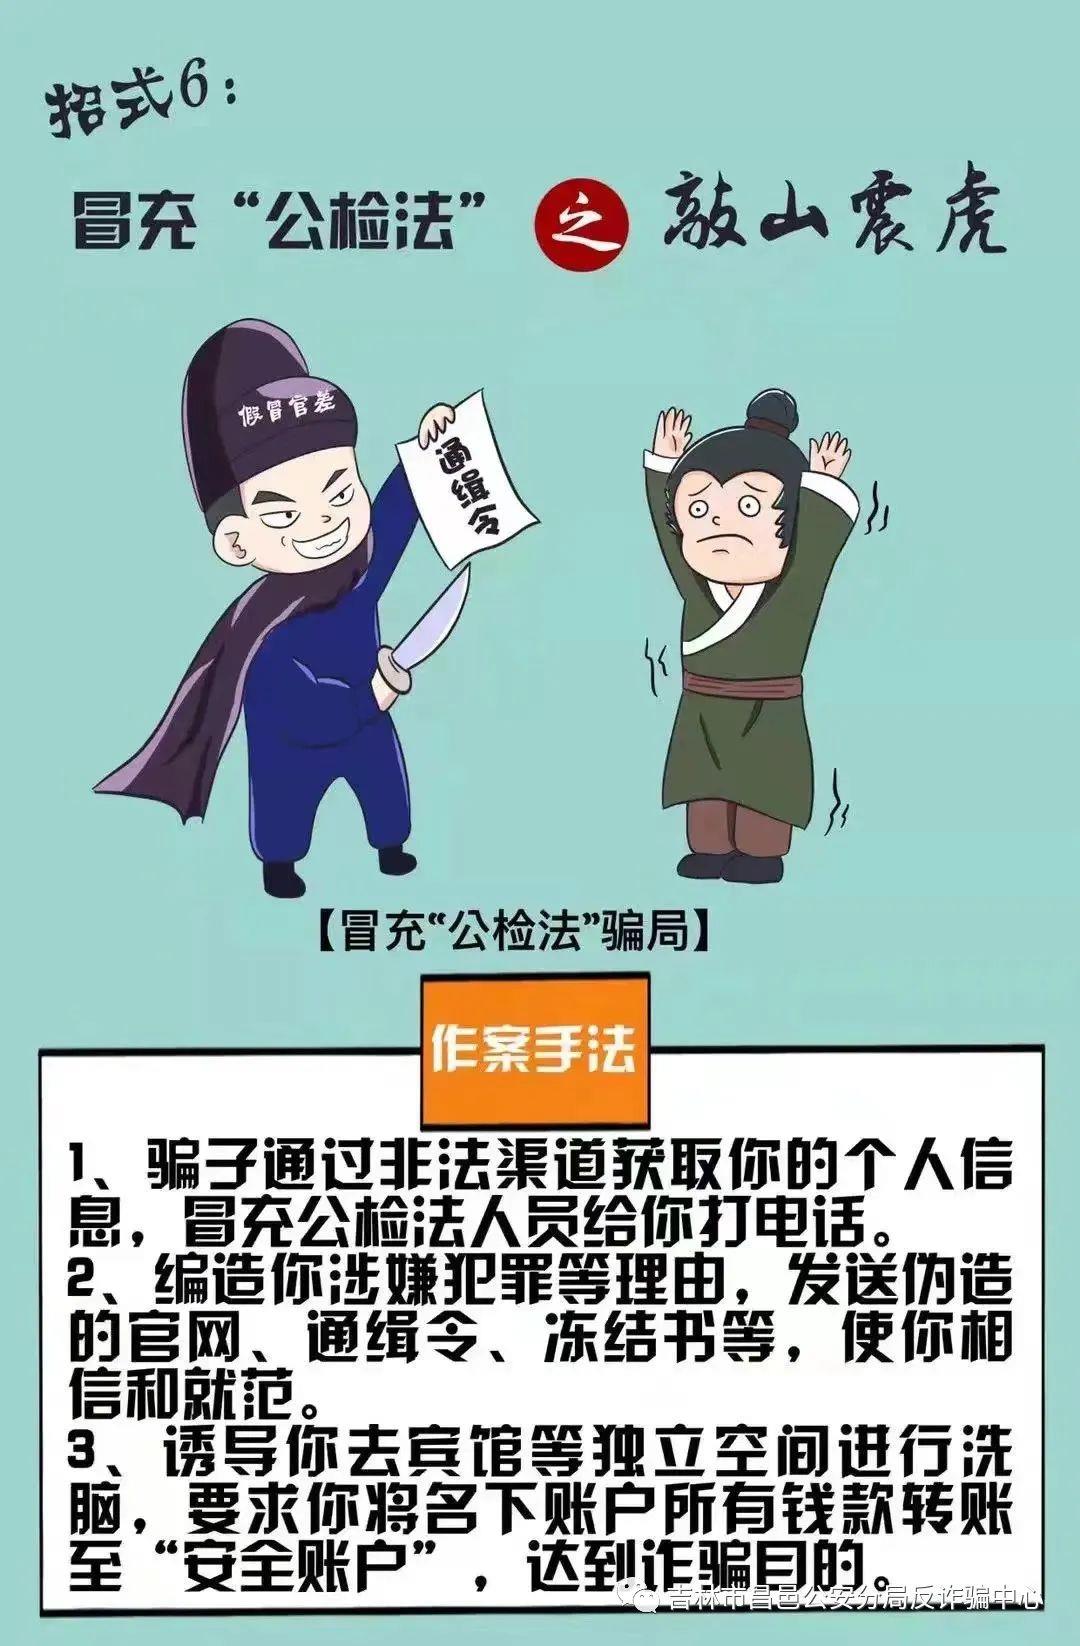 招式6：
冒充“公检法”之敲山震虎
假冒官差
通缉令
【冒充“公检法”骗局】
作案手法
1、骗子通过非法渠道获取你的个人信
息，冒充公检法人员给你打电话。
2、编造你涉嫌犯罪等理由，发送伪造
的官网、通缉令、冻结书等，使你相
信和就范。
3、诱导你去宾馆等独立空间进行洗
脑，要求你将名下账户所有钱款转账
至“安全账户”，达到诈骗目的。
吉林市昌邑公安分局反诈骗中心